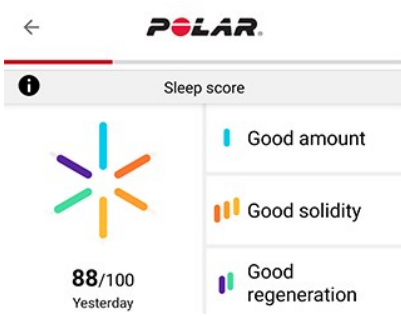 POLAR.
Sleep score
Good amount
Good solidity
88/100
Yesterday
Good
regeneration